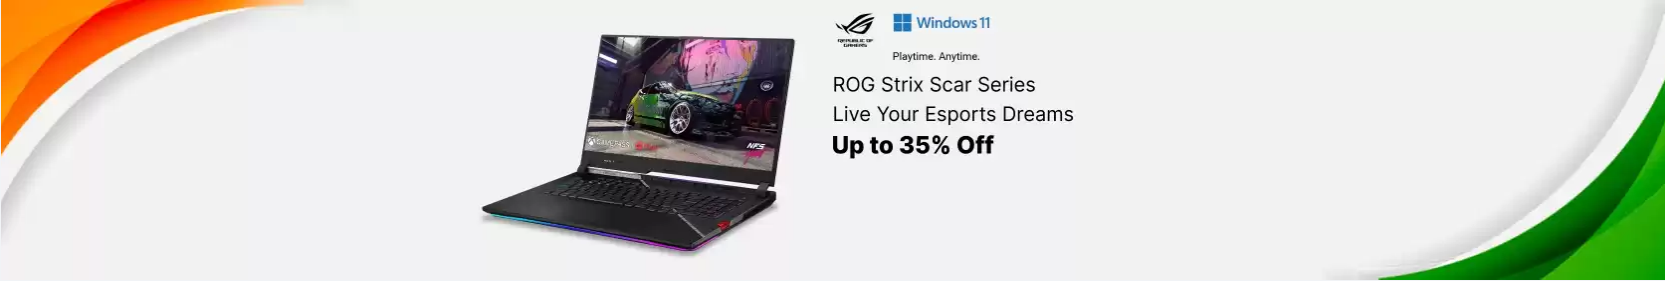 REPUBLIC OF
GAMERS
Windows 11
Playtime. Anytime.
ROG Strix Scar Series
Live Your Esports Dreams
Up to 35% Off
NFS